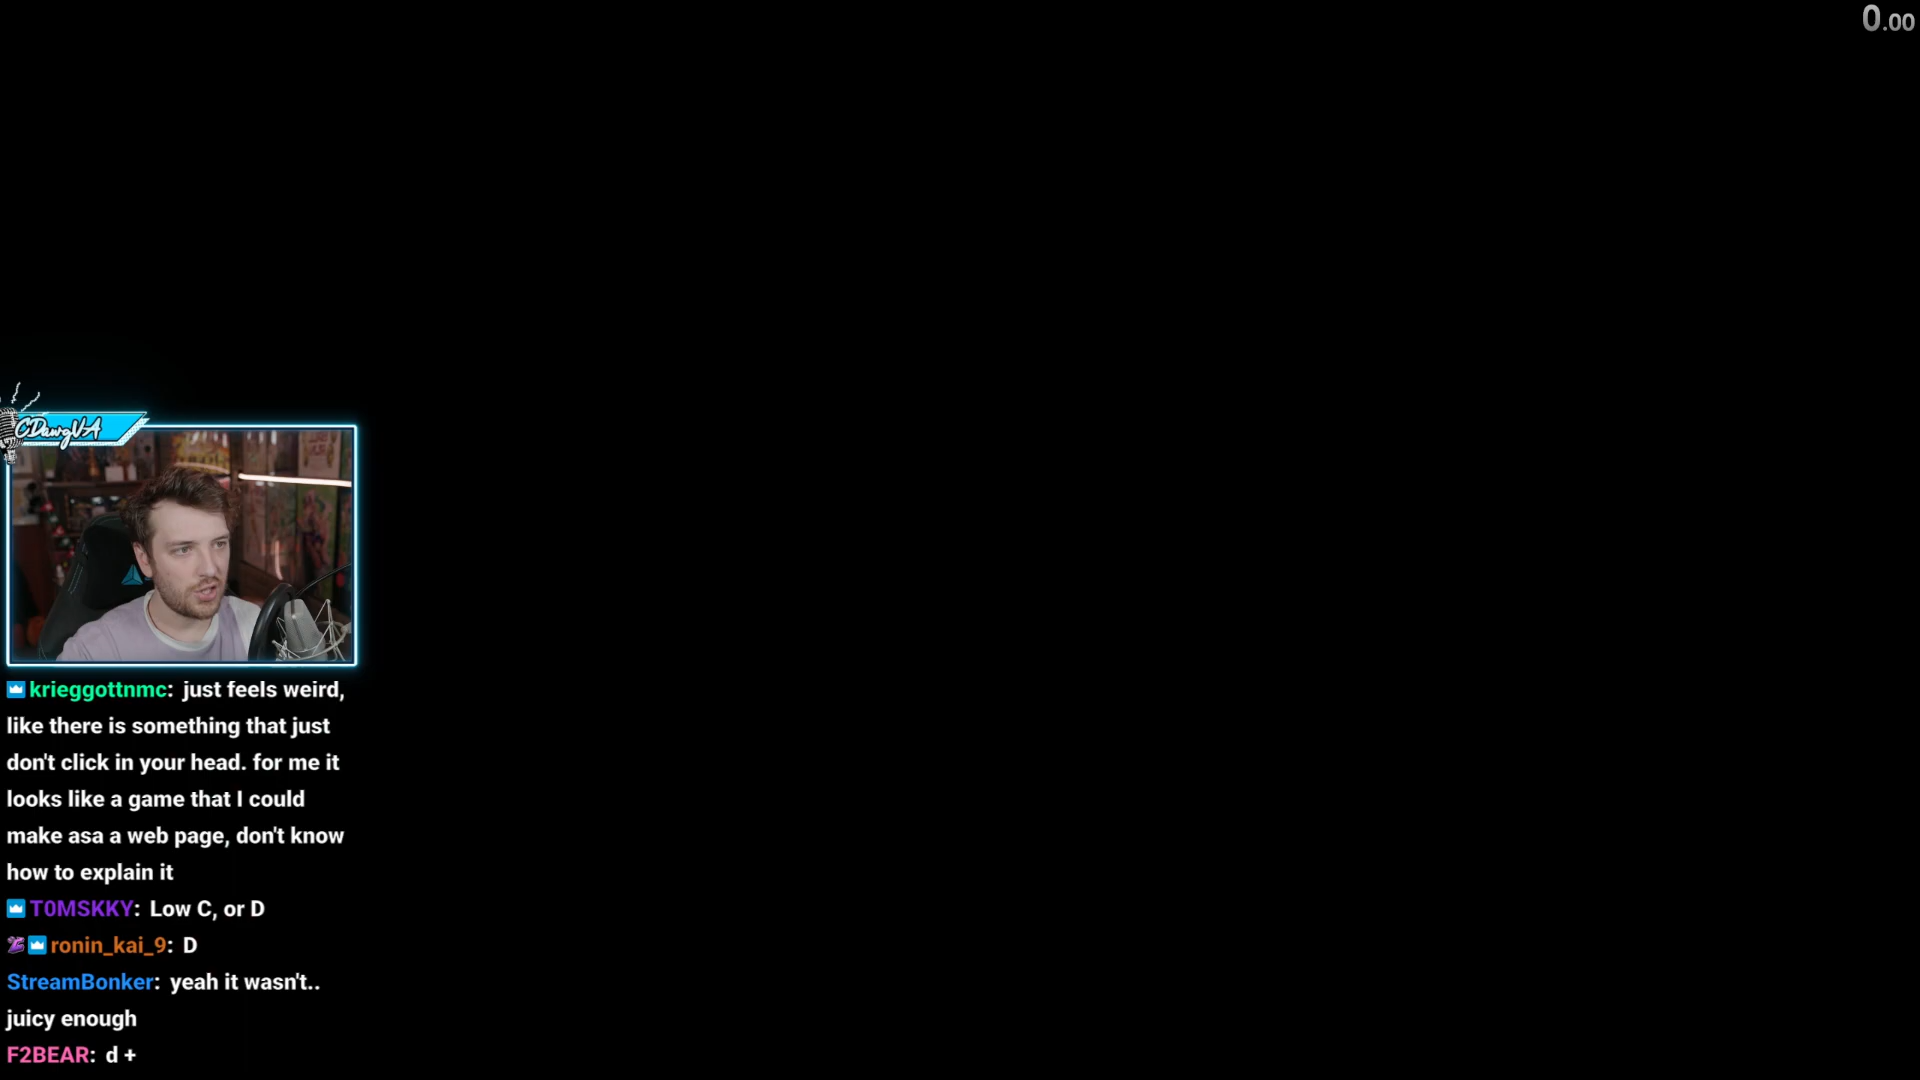 0.00
CDawgVA
krieggottnmc: just feels weird,
like there is something that just
don't click in your head. for me it
looks like a game that I could
make asa a web page, don't know
how to explain it
T0MSKKY: Low C, or D
ronin_kai_9: D
StreamBonker: yeah it wasn't..
juicy enough
F2BEAR: d +